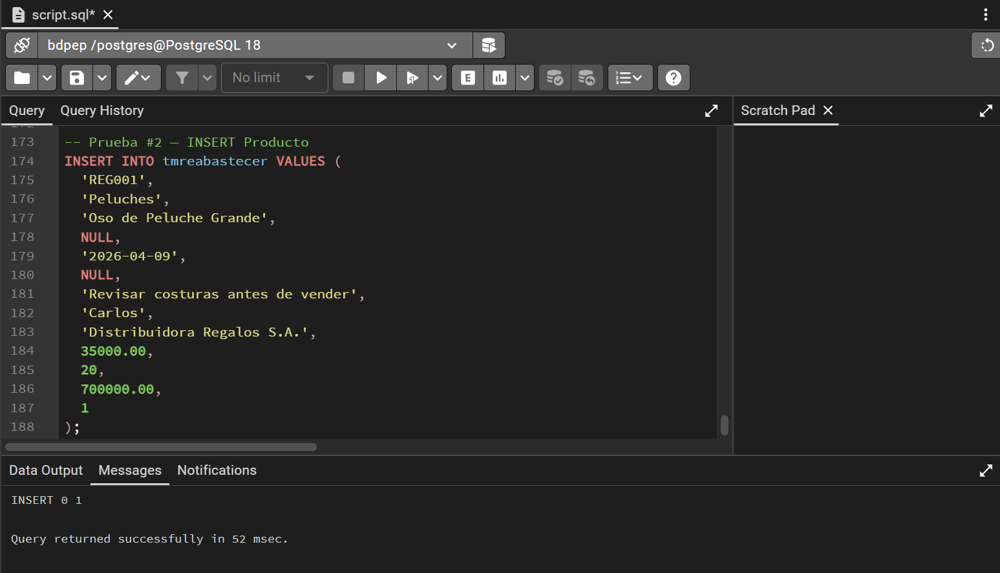 script.sql*
bdpep /postgres@PostgreSQL 18
No limit
E
Query Query History
Scratch Pad
173 -- Prueba #2 — INSERT Producto
174 INSERT INTO tmreabastecer VALUES (
175 'REG001',
176 'Peluches',
177 'Oso de Peluche Grande',
178 NULL,
179 '2026-04-09',
180 NULL,
181 'Revisar costuras antes de vender',
182 'Carlos',
183 'Distribuidora Regalos S.A.',
184 35000.00,
185 20,
186 700000.00,
187 1
188 );
Data Output Messages Notifications
INSERT 0 1
Query returned successfully in 52 msec.